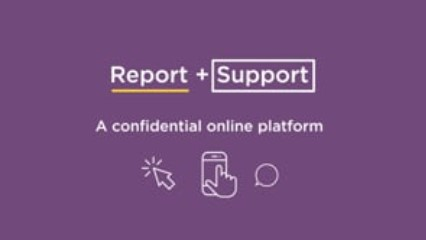 Report + Support
A confidential online platform